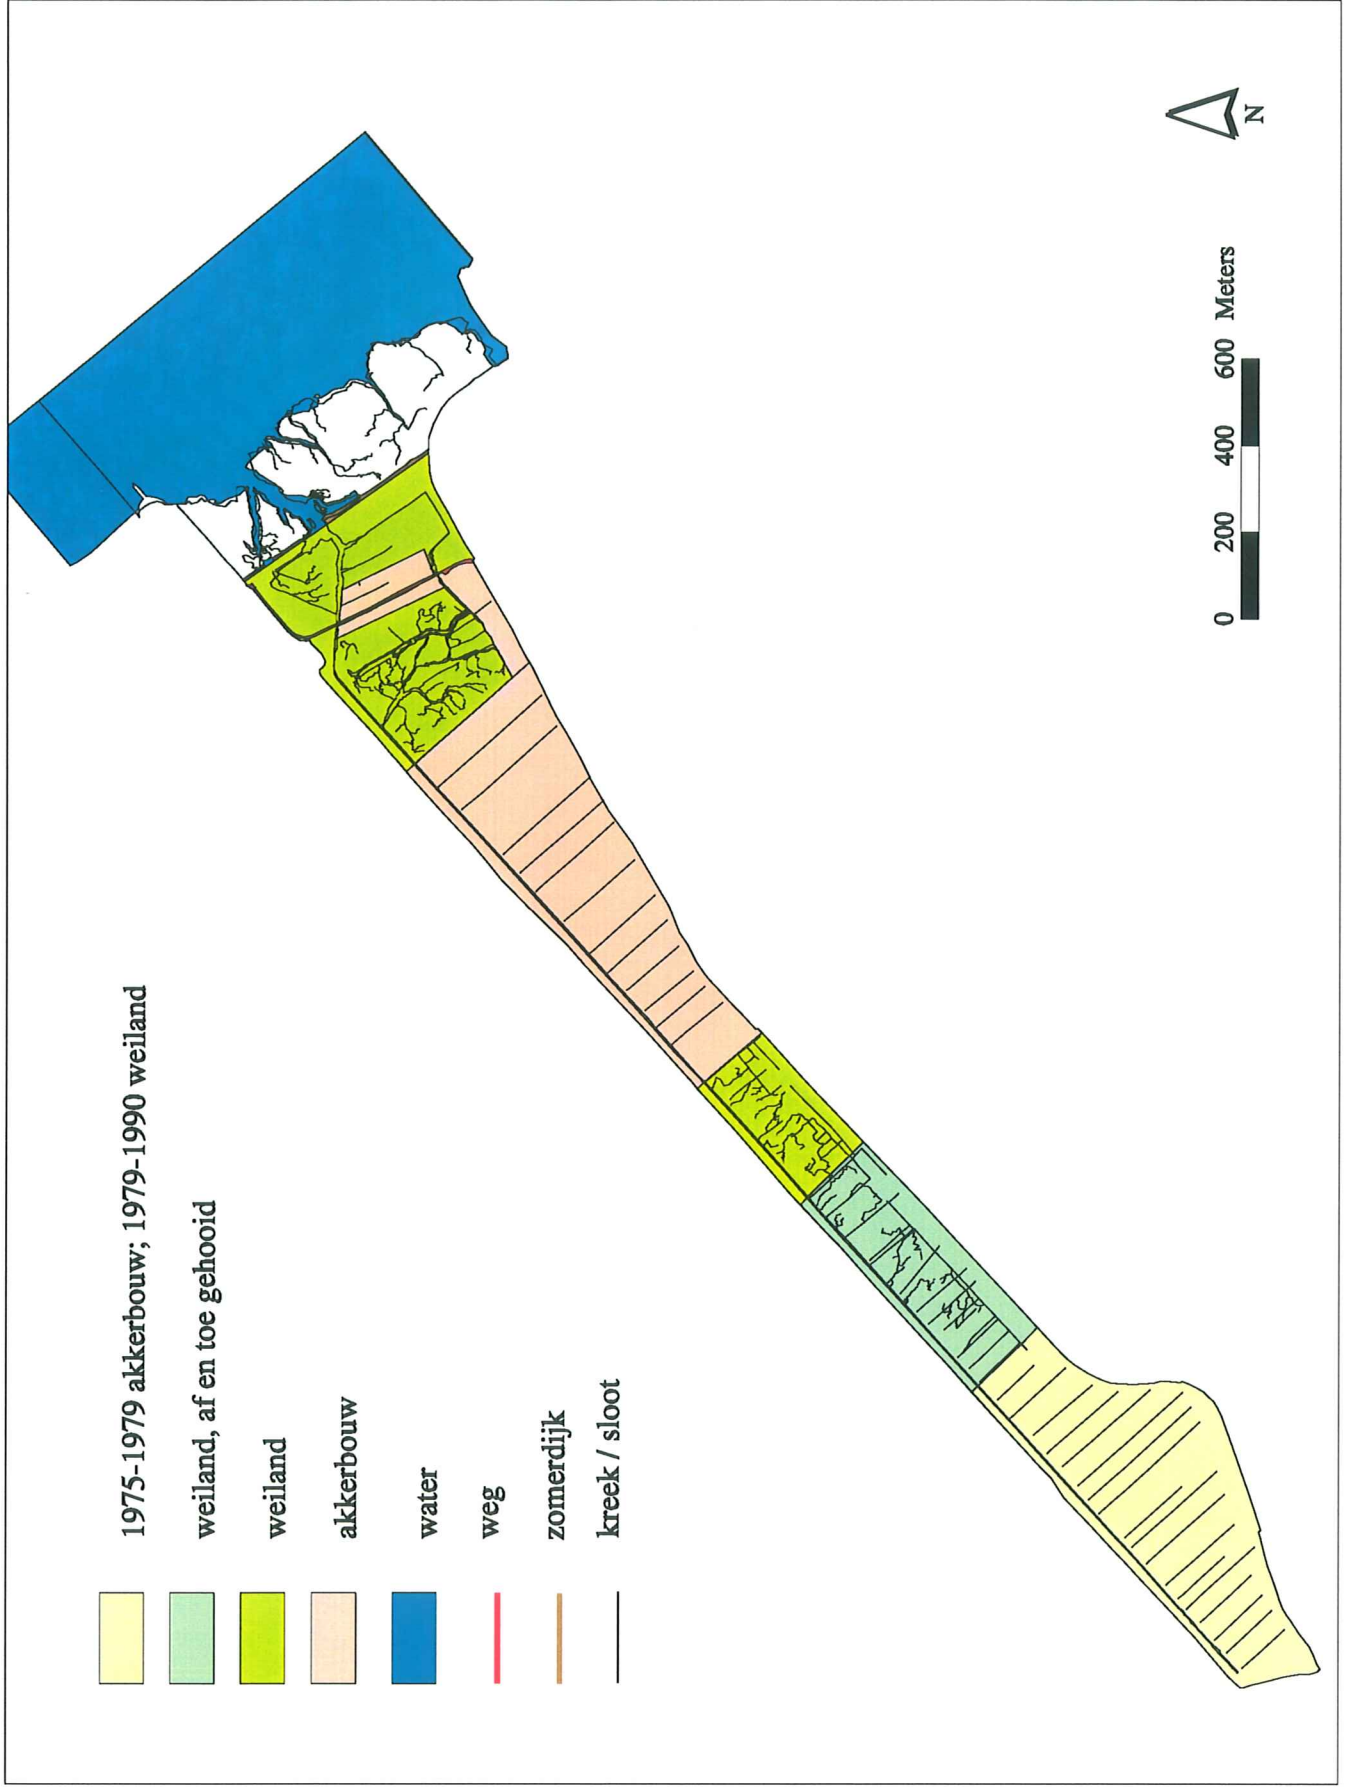 1975-1979 akkerbouw; 1979-1990 weiland
weiland, af en toe gehooid
weiland
akkerbouw
water
weg
zomerdijk
kreek / sloot
0 200 400 600 Meters
N